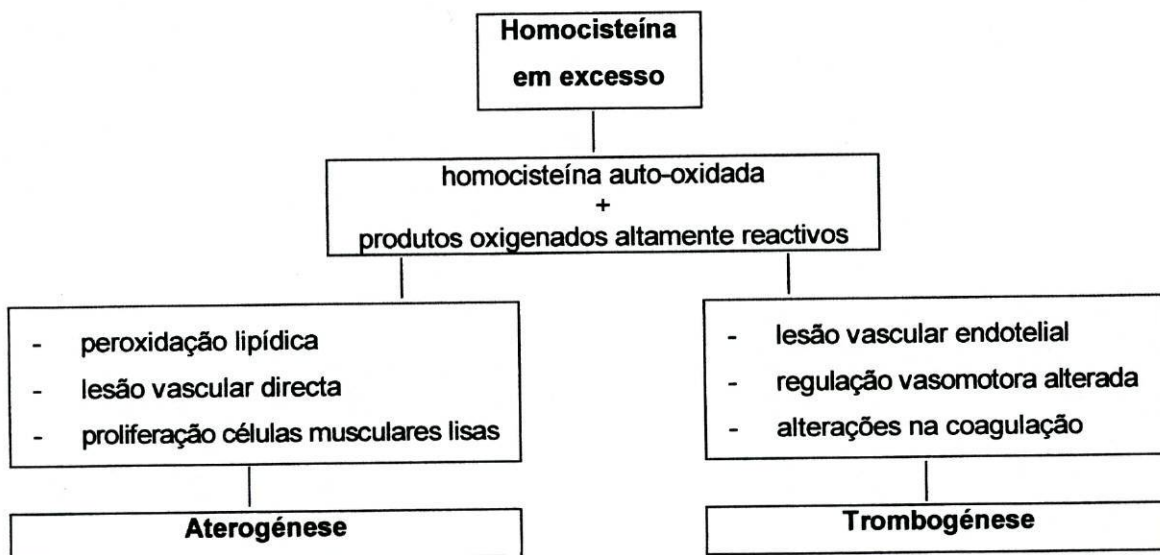 Homocisteína
em excesso
homocisteína auto-oxidada
+
produtos oxigenados altamente reactivos
- peroxidação lipídica
- lesão vascular directa
- proliferação células musculares lisas
- lesão vascular endotelial
- regulação vasomotora alterada
- alterações na coagulação
Aterogénese
Trombogénese